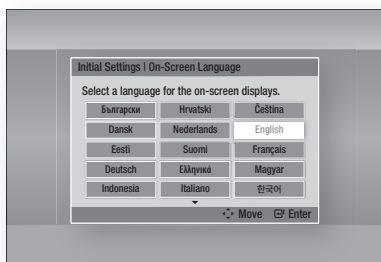 Initial Settings | On-Screen Language
Select a language for the on-screen displays.
Български Hrvatski Čeština
Dansk Nederlands English
Eesti Suomi Français
Deutsch Ελληνικά Magyar
Indonesia Italiano 한국어
Move Enter